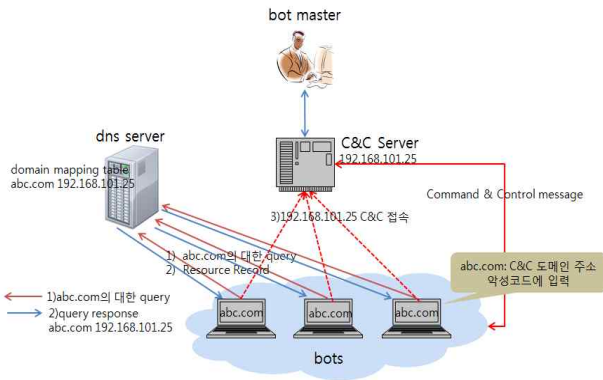 bot master
dns server
domain mapping table
abc.com 192.168.101.25
C&C Server
192.168.101.25
Command & Control message
3)192.168.101.25 C&C 접속
1) abc.com의 대한 query
2) Resource Record
abc.com: C&C 도메인 주소
악성코드에 입력
1)abc.com의 대한 query
2)query response
abc.com 192.168.101.25
abc.com
abc.com
abc.com
bots